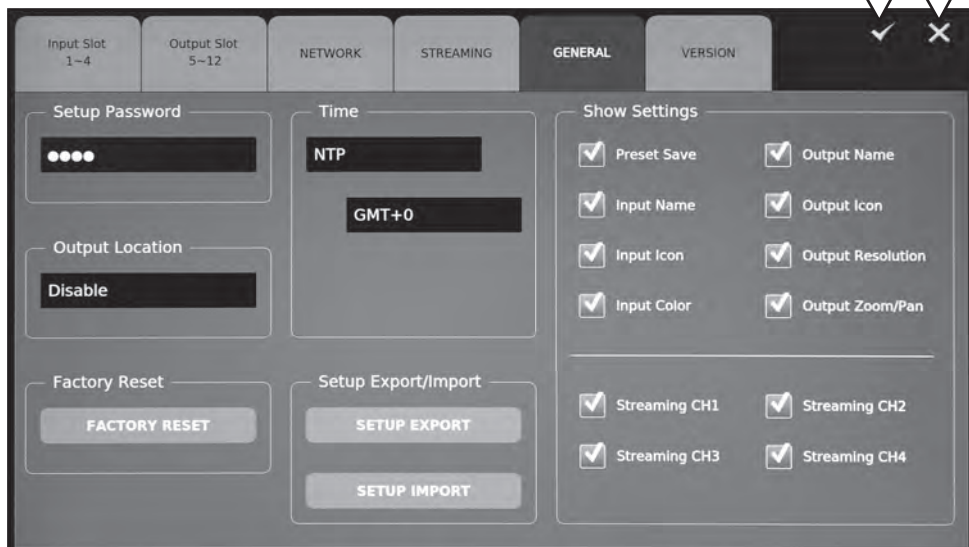 Input Slot
1~4
Output Slot
5~12
NETWORK
STREAMING
GENERAL
VERSION
Setup Password
Output Location
Disable
Factory Reset
FACTORY RESET
Time
NTP
GMT+0
Setup Export/Import
SETUP EXPORT
SETUP IMPORT
Show Settings
Preset Save
Output Name
Input Name
Output Icon
Input Icon
Output Resolution
Input Color
Output Zoom/Pan
Streaming CH1
Streaming CH2
Streaming CH3
Streaming CH4